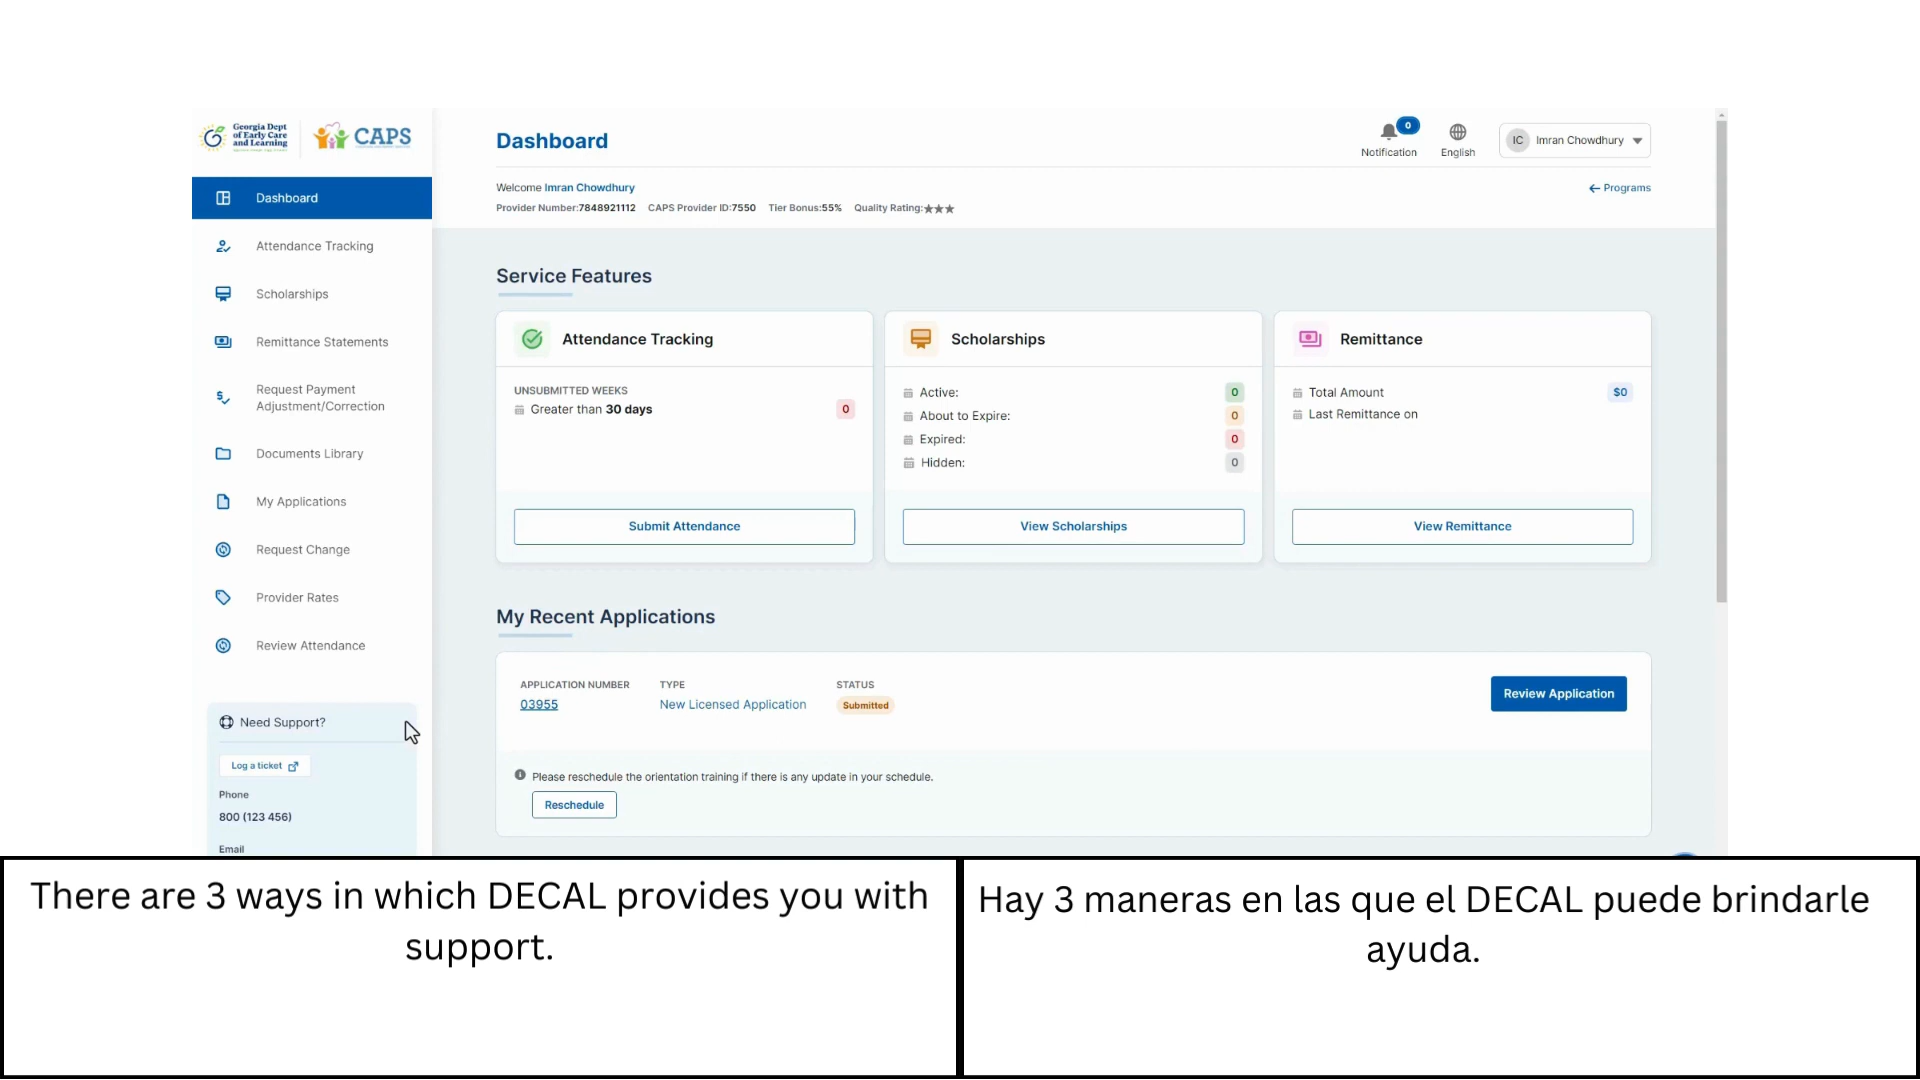 Georgia Dept
of Early Care
and Learning
CAPS
Dashboard
Attendance Tracking
Scholarships
Remittance Statements
Request Payment
Adjustment/Correction
Documents Library
My Applications
Request Change
Provider Rates
Review Attendance
Need Support?
Log a ticket
Phone
800 (123 456)
Email
Dashboard
0
Notification
English
IC Imran Chowdhury
Welcome Imran Chowdhury
Programs
Provider Number:7848921112 CAPS Provider ID:7550 Tier Bonus:55% Quality Rating:★★★
Service Features
Attendance Tracking
UNSUBMITTED WEEKS
Greater than 30 days 0
Submit Attendance
Scholarships
Active: 0
About to Expire: 0
Expired: 0
Hidden: 0
View Scholarships
Remittance
Total Amount $0
Last Remittance on
View Remittance
My Recent Applications
APPLICATION NUMBER TYPE STATUS
03955 New Licensed Application Submitted
Review Application
Please reschedule the orientation training if there is any update in your schedule.
Reschedule
There are 3 ways in which DECAL provides you with
support.
Hay 3 maneras en las que el DECAL puede brindarle
ayuda.